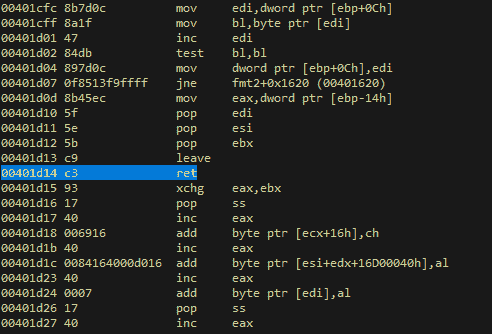 00401cfc 8b7d0c mov edi,dword ptr [ebp+0Ch]
00401cff 8a1f mov bl,byte ptr [edi]
00401d01 47 inc edi
00401d02 84db test bl,bl
00401d04 897d0c mov dword ptr [ebp+0Ch],edi
00401d07 0f8513f9ffff jne fmt2+0x1620 (00401620)
00401d0d 8b45ec mov eax,dword ptr [ebp-14h]
00401d10 5f pop edi
00401d11 5e pop esi
00401d12 5b pop ebx
00401d13 c9 leave
00401d14 c3 ret
00401d15 93 xchg eax,ebx
00401d16 17 pop ss
00401d17 40 inc eax
00401d18 006916 add byte ptr [ecx+16h],ch
00401d1b 40 inc eax
00401d1c 0084164000d016 add byte ptr [esi+edx+16D00040h],al
00401d23 40 inc eax
00401d24 0007 add byte ptr [edi],al
00401d26 17 pop ss
00401d27 40 inc eax